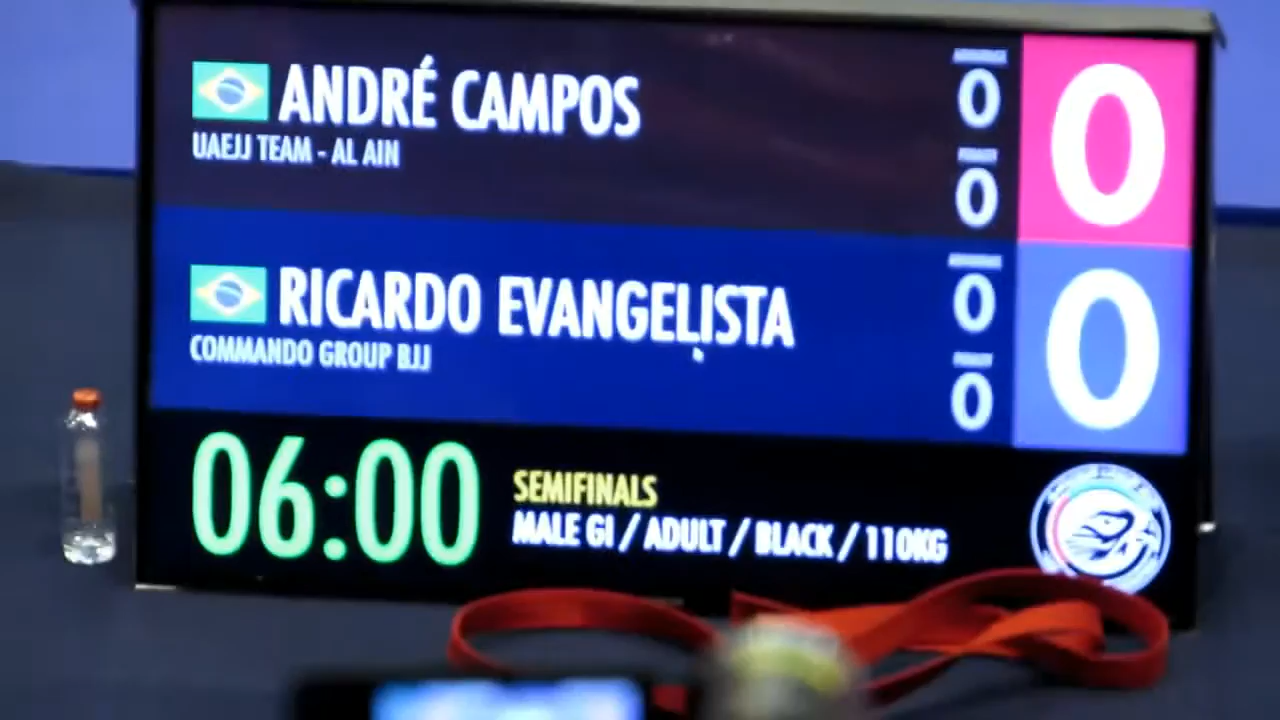 ANDRÉ CAMPOS
UAEJJ TEAM - AL AIN
0
0
0
RICARDO EVANGELISTA
COMMANDO GROUP BJJ
0
0
0
06:00
SEMIFINALS
MALE GI / ADULT / BLACK / 110KG